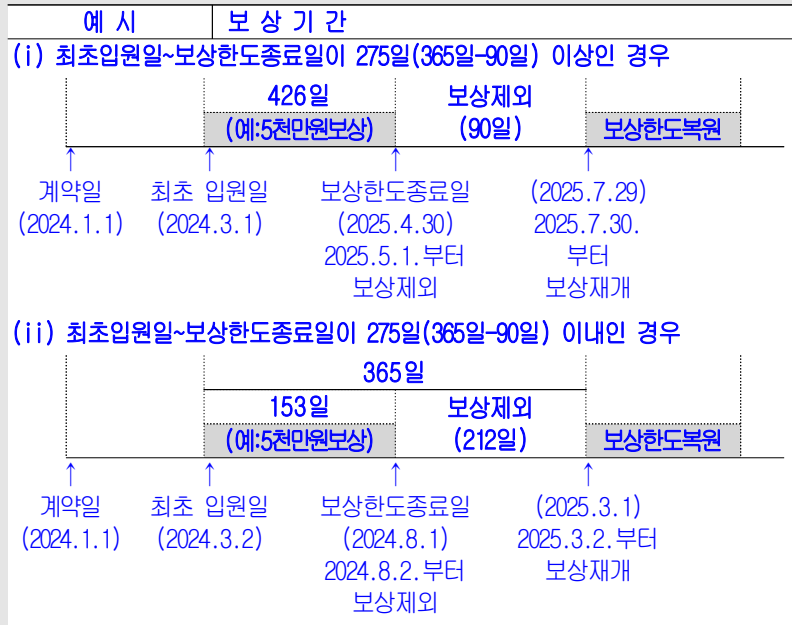 예 시 보 상 기 간
(i) 최초입원일~보상한도종료일이 275일(365일-90일) 이상인 경우
426일 보상제외
(예:5천만원보상) (90일) 보상한도복원
↑ ↑ ↑ ↑
계약일 최초 입원일 보상한도종료일 (2025.7.29)
(2024.1.1) (2024.3.1) (2025.4.30) 2025.7.30.
2025.5.1.부터 부터
보상제외 보상재개
(ii) 최초입원일~보상한도종료일이 275일(365일-90일) 이내인 경우
365일
153일 보상제외
(예:5천만원보상) (212일) 보상한도복원
↑ ↑ ↑ ↑
계약일 최초 입원일 보상한도종료일 (2025.3.1)
(2024.1.1) (2024.3.2) (2024.8.1) 2025.3.2.부터
2024.8.2.부터 보상재개
보상제외